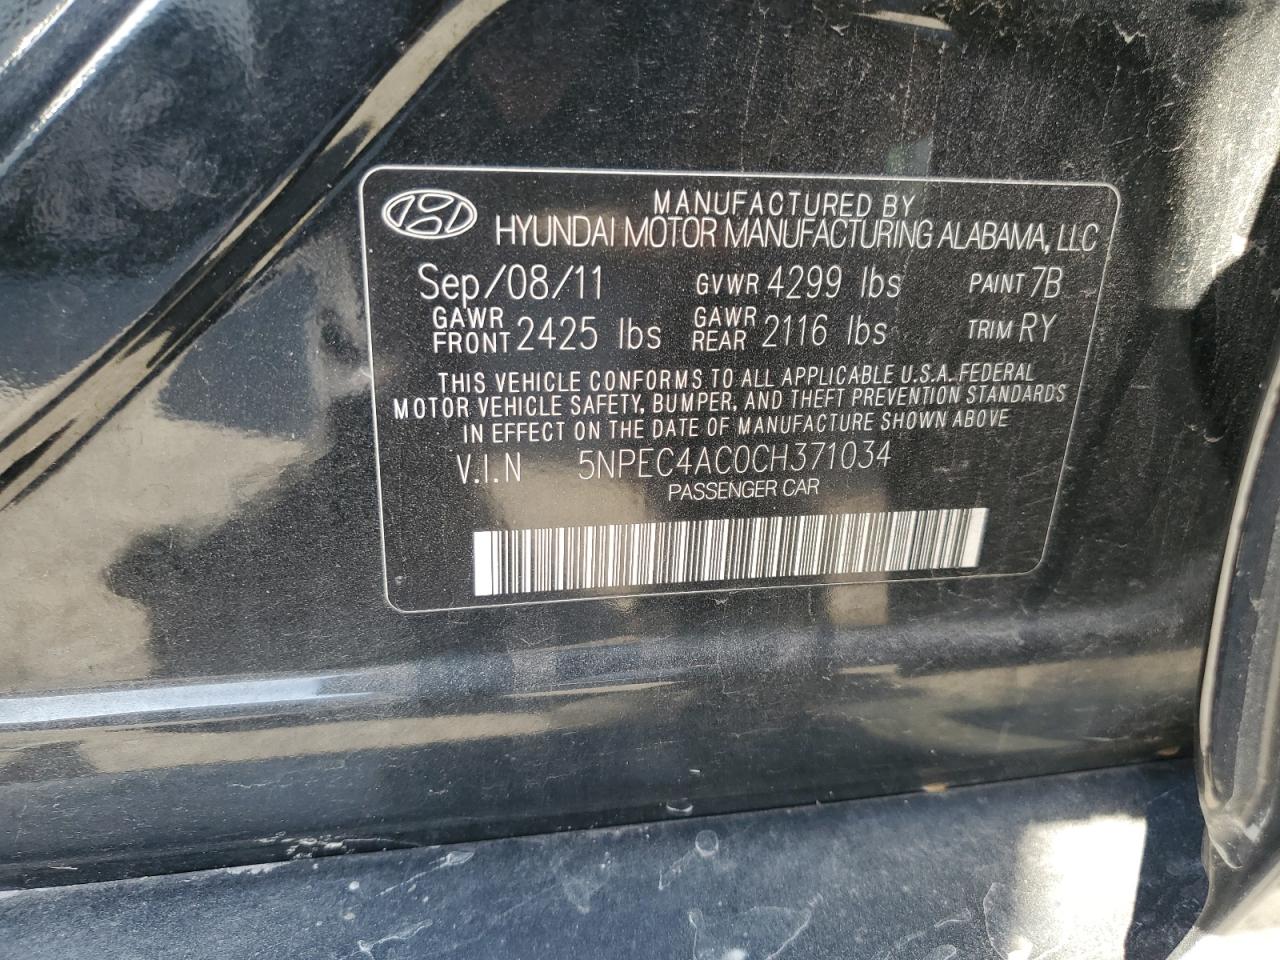 MANUFACTURED BY
HYUNDAI MOTOR MANUFACTURING ALABAMA, LLC
Sep/08/11 GVWR 4299 lbs PAINT 7B
GAWR FRONT 2425 lbs GAWR REAR 2116 lbs TRIM RY
THIS VEHICLE CONFORMS TO ALL APPLICABLE U.S.A. FEDERAL
MOTOR VEHICLE SAFETY, BUMPER, AND THEFT PREVENTION STANDARDS
IN EFFECT ON THE DATE OF MANUFACTURE SHOWN ABOVE
V.I.N 5NPEC4AC0CH371034
PASSENGER CAR